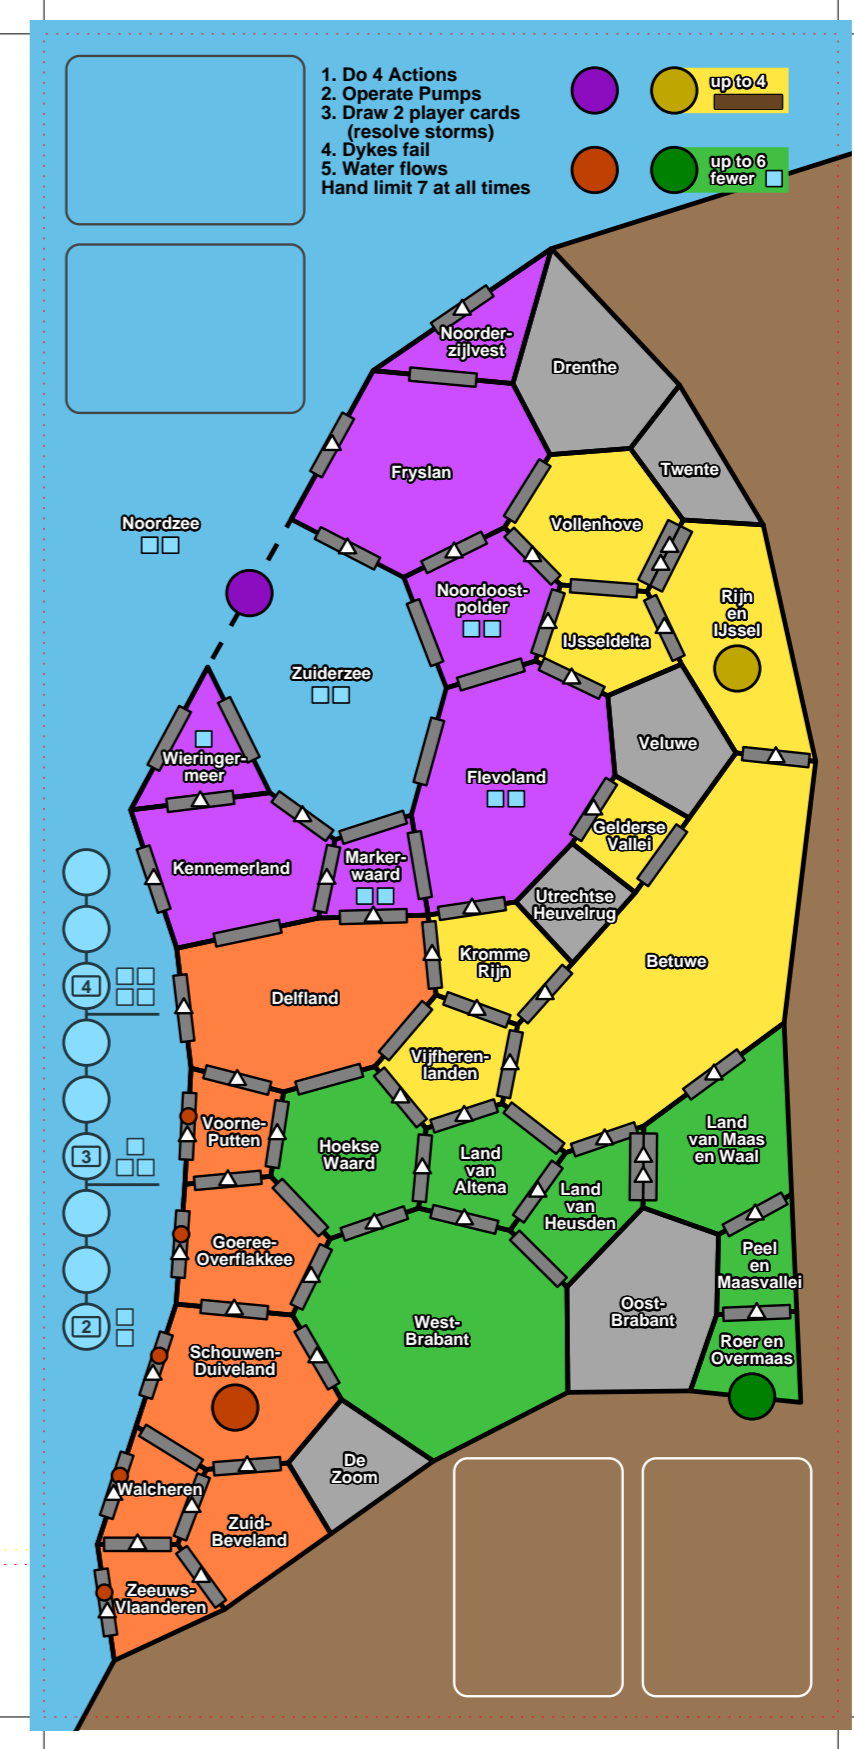 1. Do 4 Actions
2. Operate Pumps
3. Draw 2 player cards
(resolve storms)
4. Dykes fail
5. Water flows
Hand limit 7 at all times
up to 4
up to 6
fewer
Noorder-
zijlvest
Drenthe
Fryslan
Twente
Noordzee
Vollenhove
Noordoost-
polder
Rijn
en
IJssel
IJsseldelta
Zuiderzee
Wieringer-
meer
Veluwe
Flevoland
Gelderse
Vallei
Kennemerland
Marker-
waard
Utrechtse
Heuvelrug
Kromme
Rijn
Betuwe
4
Delfland
Vijfheren-
landen
Voorne-
Putten
Hoekse
Waard
Land
van
Altena
Land
van Maas
en Waal
3
Land
van
Heusden
Goeree-
Overflakkee
Peel
en
Maasvallei
2
West-
Brabant
Oost-
Brabant
Roer en
Overmaas
Schouwen-
Duiveland
De
Zoom
Walcheren
Zuid-
Beveland
Zeeuws-
Vlaanderen